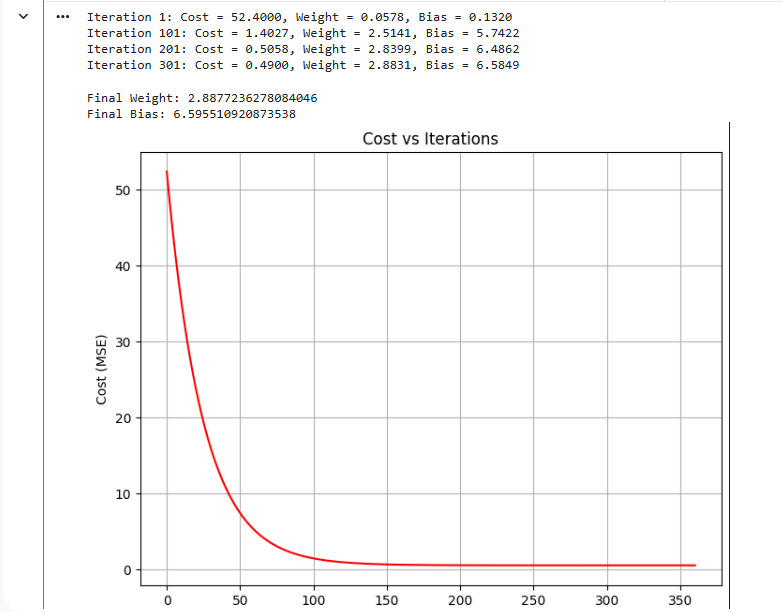 Iteration 1: Cost = 52.4000, Weight = 0.0578, Bias = 0.1320
Iteration 101: Cost = 1.4027, Weight = 2.5141, Bias = 5.7422
Iteration 201: Cost = 0.5058, Weight = 2.8399, Bias = 6.4862
Iteration 301: Cost = 0.4900, Weight = 2.8831, Bias = 6.5849
Final Weight: 2.8877236278084046
Final Bias: 6.595510920873538
Cost vs Iterations
Cost (MSE)
50
40
30
20
10
0
0 50 100 150 200 250 300 350